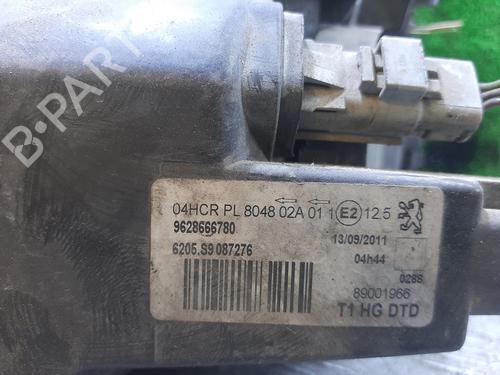 B-PARTS
04HCR PL 8048 02A 01 1 E2 12.5
9628666780
13/09/2011
6205.S9 087276
04h44
0286
89001966
T1 HG DTD